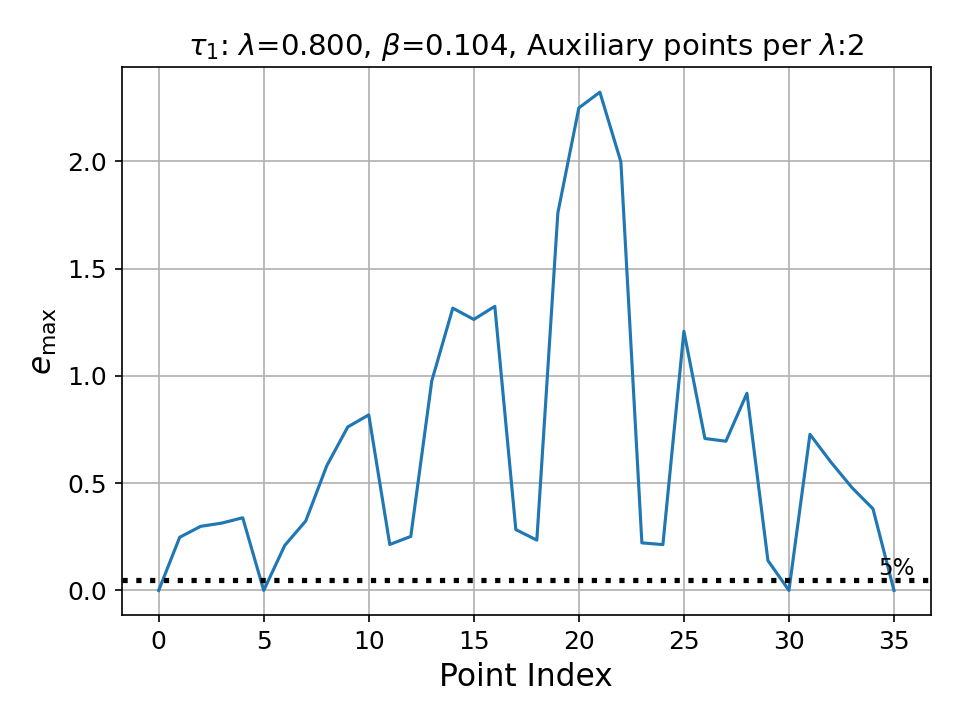 τ₁: λ=0.800, β=0.104, Auxiliary points per λ:2
e_max
2.0
1.5
1.0
0.5
0.0
5%
0 5 10 15 20 25 30 35
Point Index